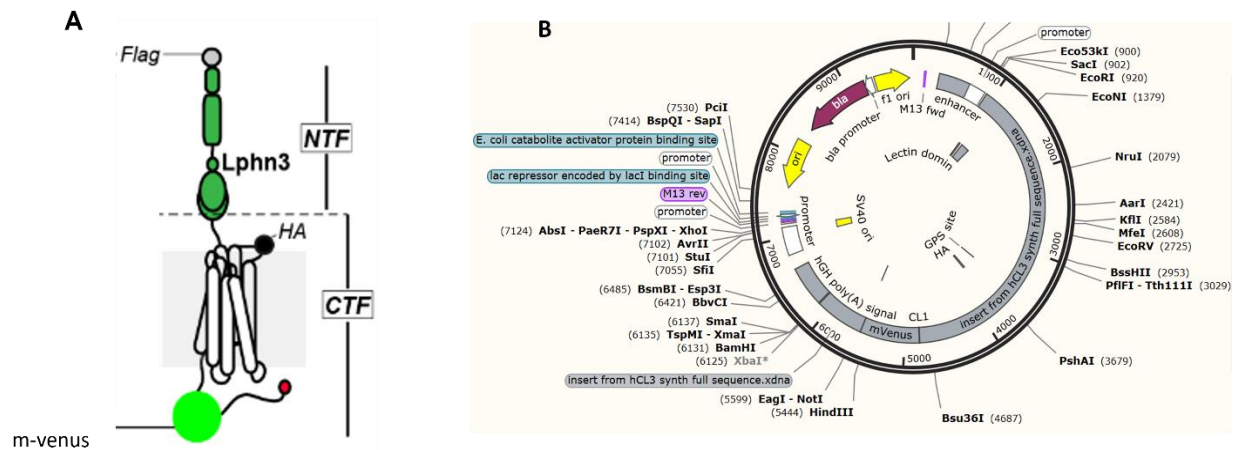 A
Flag
NTF
Lphn3
HA
CTF
m-venus
B
promoter
Eco53kI (900)
SacI (902)
EcoRI (920)
EcoNI (1379)
NruI (2079)
AarI (2421)
KflI (2584)
MfeI (2608)
EcoRV (2725)
BssHII (2953)
PflFI - Tth111I (3029)
PshAI (3679)
Bsu36I (4687)
(7530) PciI
(7414) BspQI - SapI
E. coli catabolite activator protein binding site
promoter
lac repressor encoded by lacI binding site
M13 rev
promoter
(7124) AbsI - PaeR7I - PspXI - XhoI
(7102) AvrII
(7101) StuI
(7055) SfiI
(6485) BsmBI - Esp3I
(6421) BbvCI
(6137) SmaI
(6135) TspMI - XmaI
(6131) BamHI
(6125) XbaI*
insert from hCL3 synth full sequence.xdna
(5599) EagI - NotI
(5444) HindIII
1000
2000
3000
4000
5000
6000
7000
8000
9000
bla
f1 ori
M13 fwd
enhancer
bla promoter
ori
Lectin domin
SV40 ori
promoter
GPS site
HA
hGH poly(A) signal
mVenus
CL1
insert from hCL3 synth full sequence.xdna